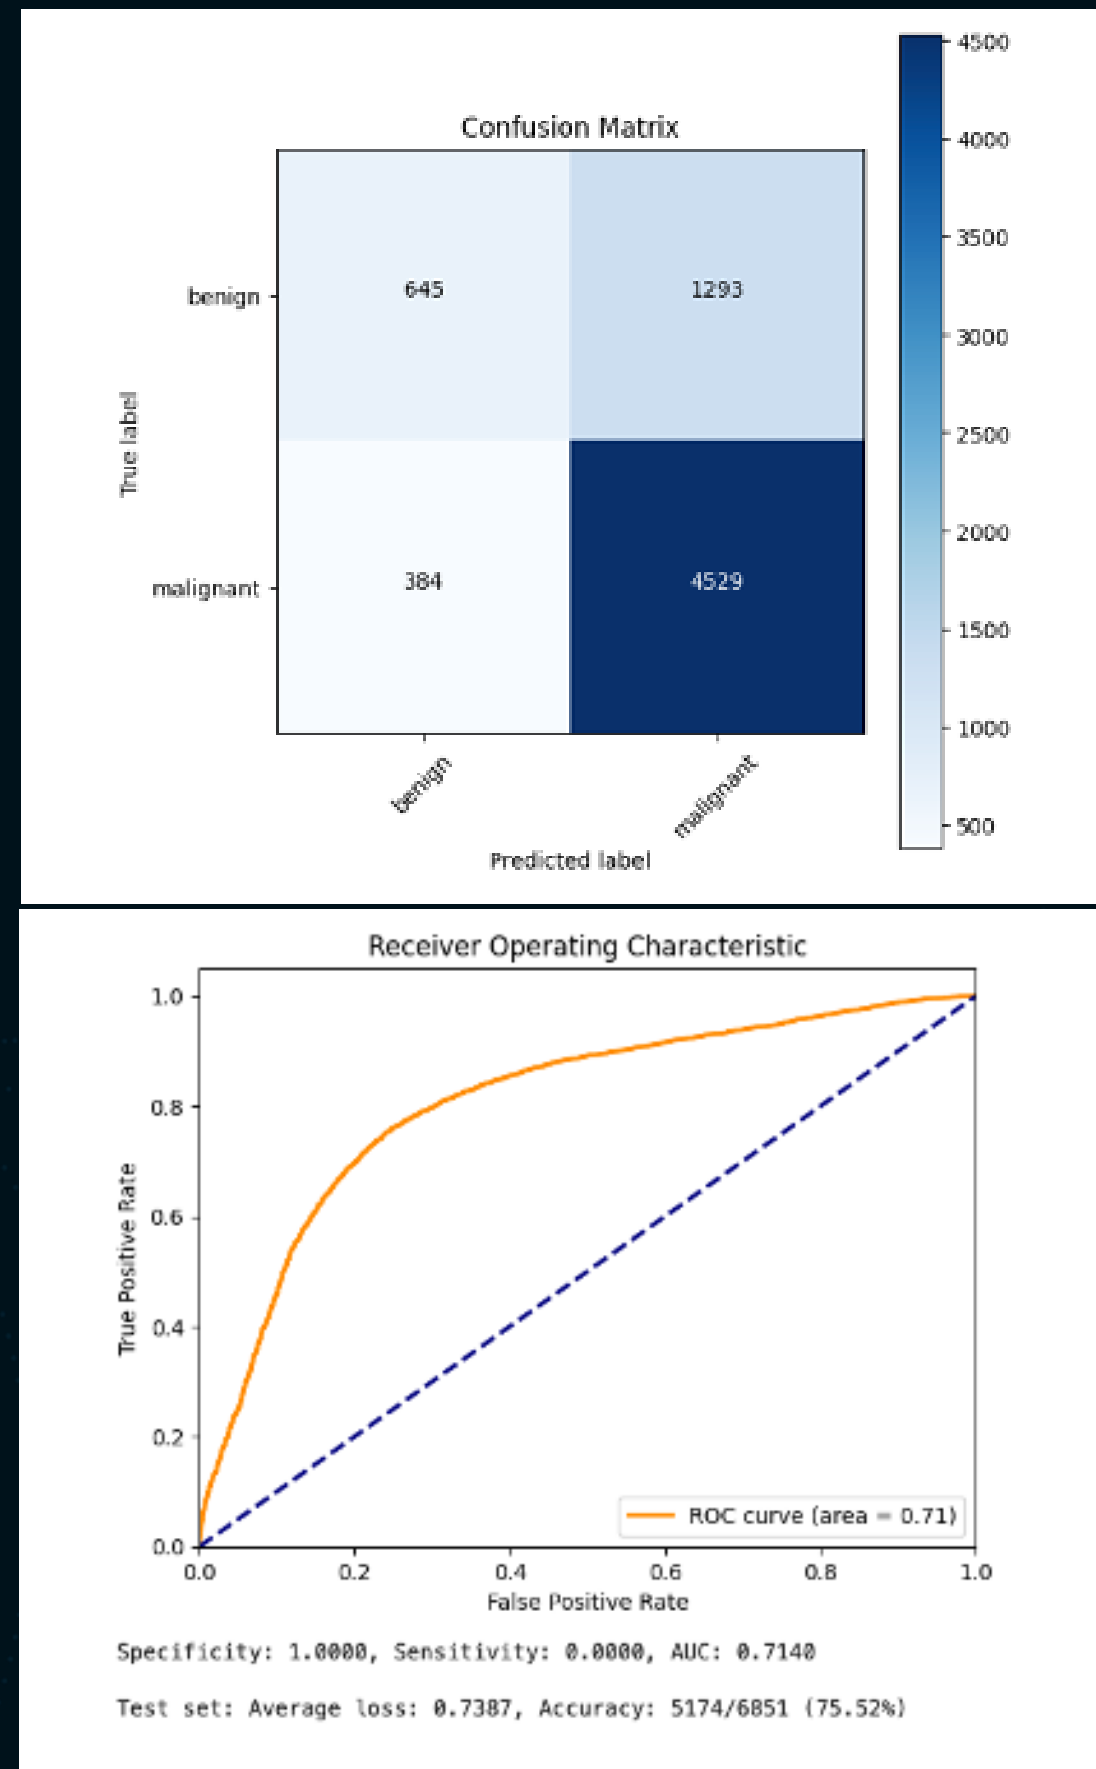 4500
Confusion Matrix
4000
3500
benign
645
1293
3000
True label
2500
2000
malignant
384
4529
1500
1000
benign
malignant
500
Predicted label
Receiver Operating Characteristic
1.0
0.8
True Positive Rate
0.6
0.4
0.2
ROC curve (area = 0.71)
0.0
0.0 0.2 0.4 0.6 0.8 1.0
False Positive Rate
Specificity: 1.0000, Sensitivity: 0.0000, AUC: 0.7140
Test set: Average loss: 0.7387, Accuracy: 5174/6851 (75.52%)